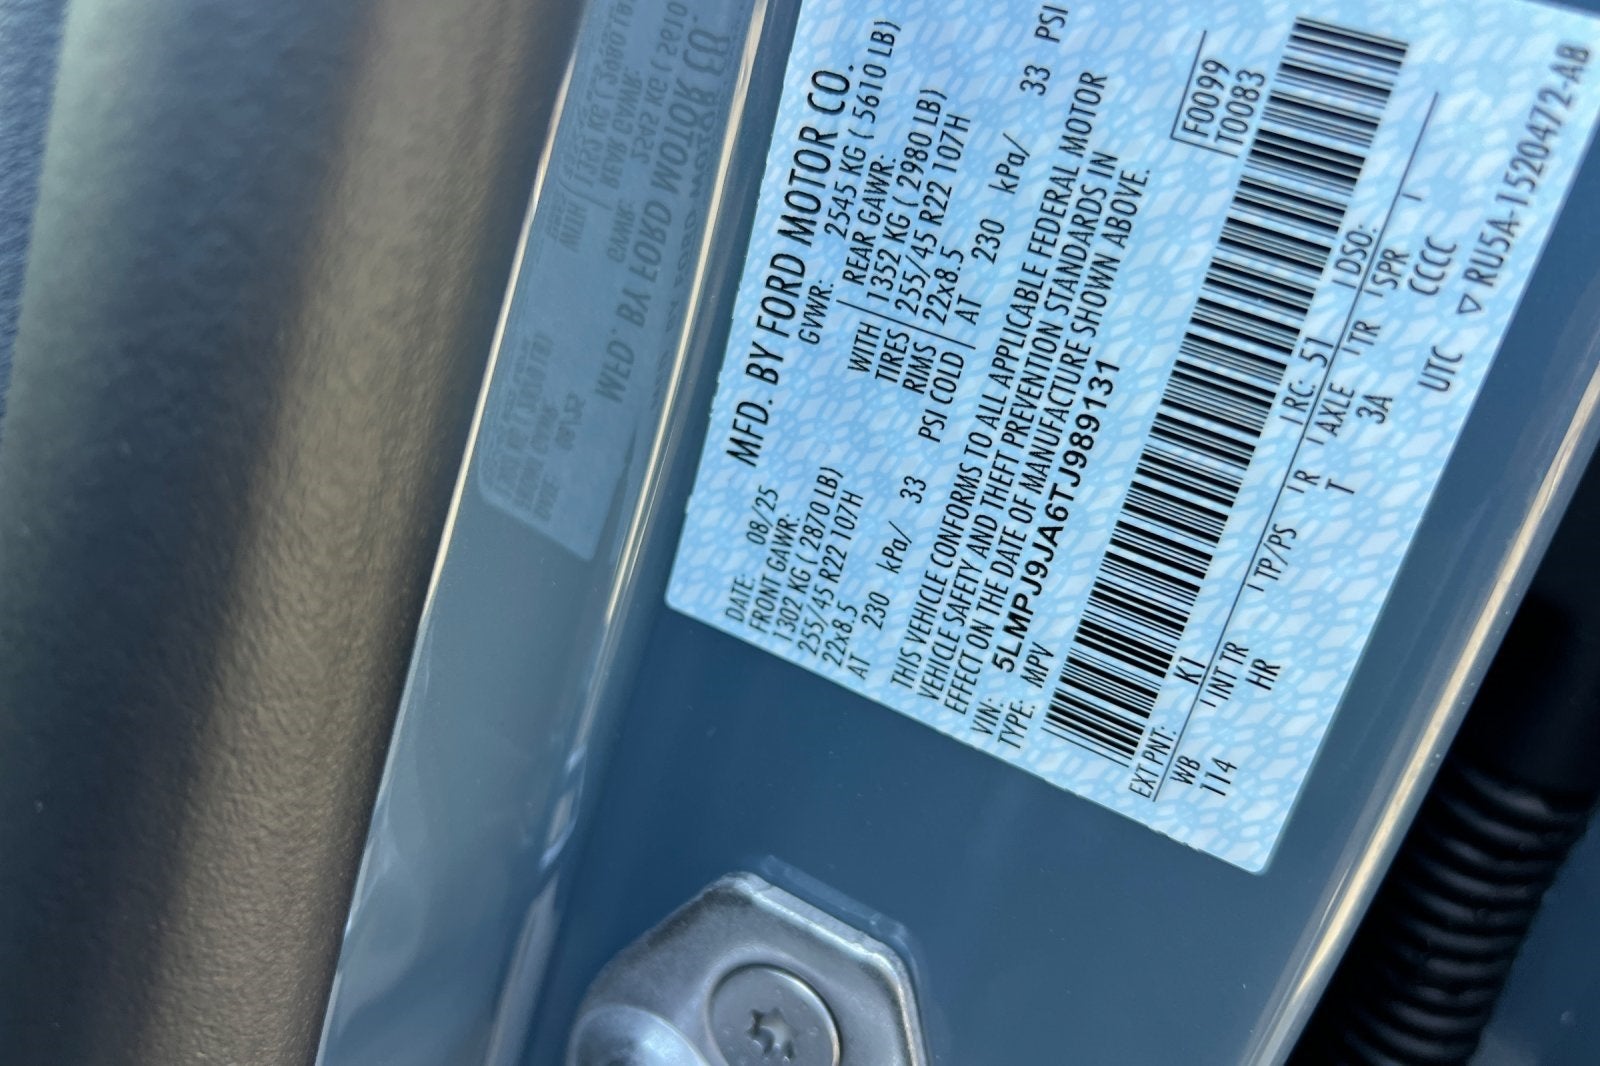 MFD. BY FORD MOTOR CO.
DATE: 08/25 GVWR: 2545 KG ( 5610 LB)
FRONT GAWR: WITH REAR GAWR:
1302 KG ( 2870 LB) 1352 KG ( 2980 LB)
255/45 R22 107H TIRES 255/45 R22 107H
22x8.5 RIMS 22x8.5
AT 230 kPa/ 33 PSI COLD AT 230 kPa/ 33 PSI
THIS VEHICLE CONFORMS TO ALL APPLICABLE FEDERAL MOTOR
VEHICLE SAFETY AND THEFT PREVENTION STANDARDS IN
EFFECT ON THE DATE OF MANUFACTURE SHOWN ABOVE.
VIN: 5LMPJ9JA6TJ989131
TYPE: MPV
F0099
T0083
EXT PNT: K1 RC: 51 DSO:
WB INT TR TP/PS R AXLE TR SPR
114 HR T 3A CCCC
UTC ▽ RU5A-1520472-AB